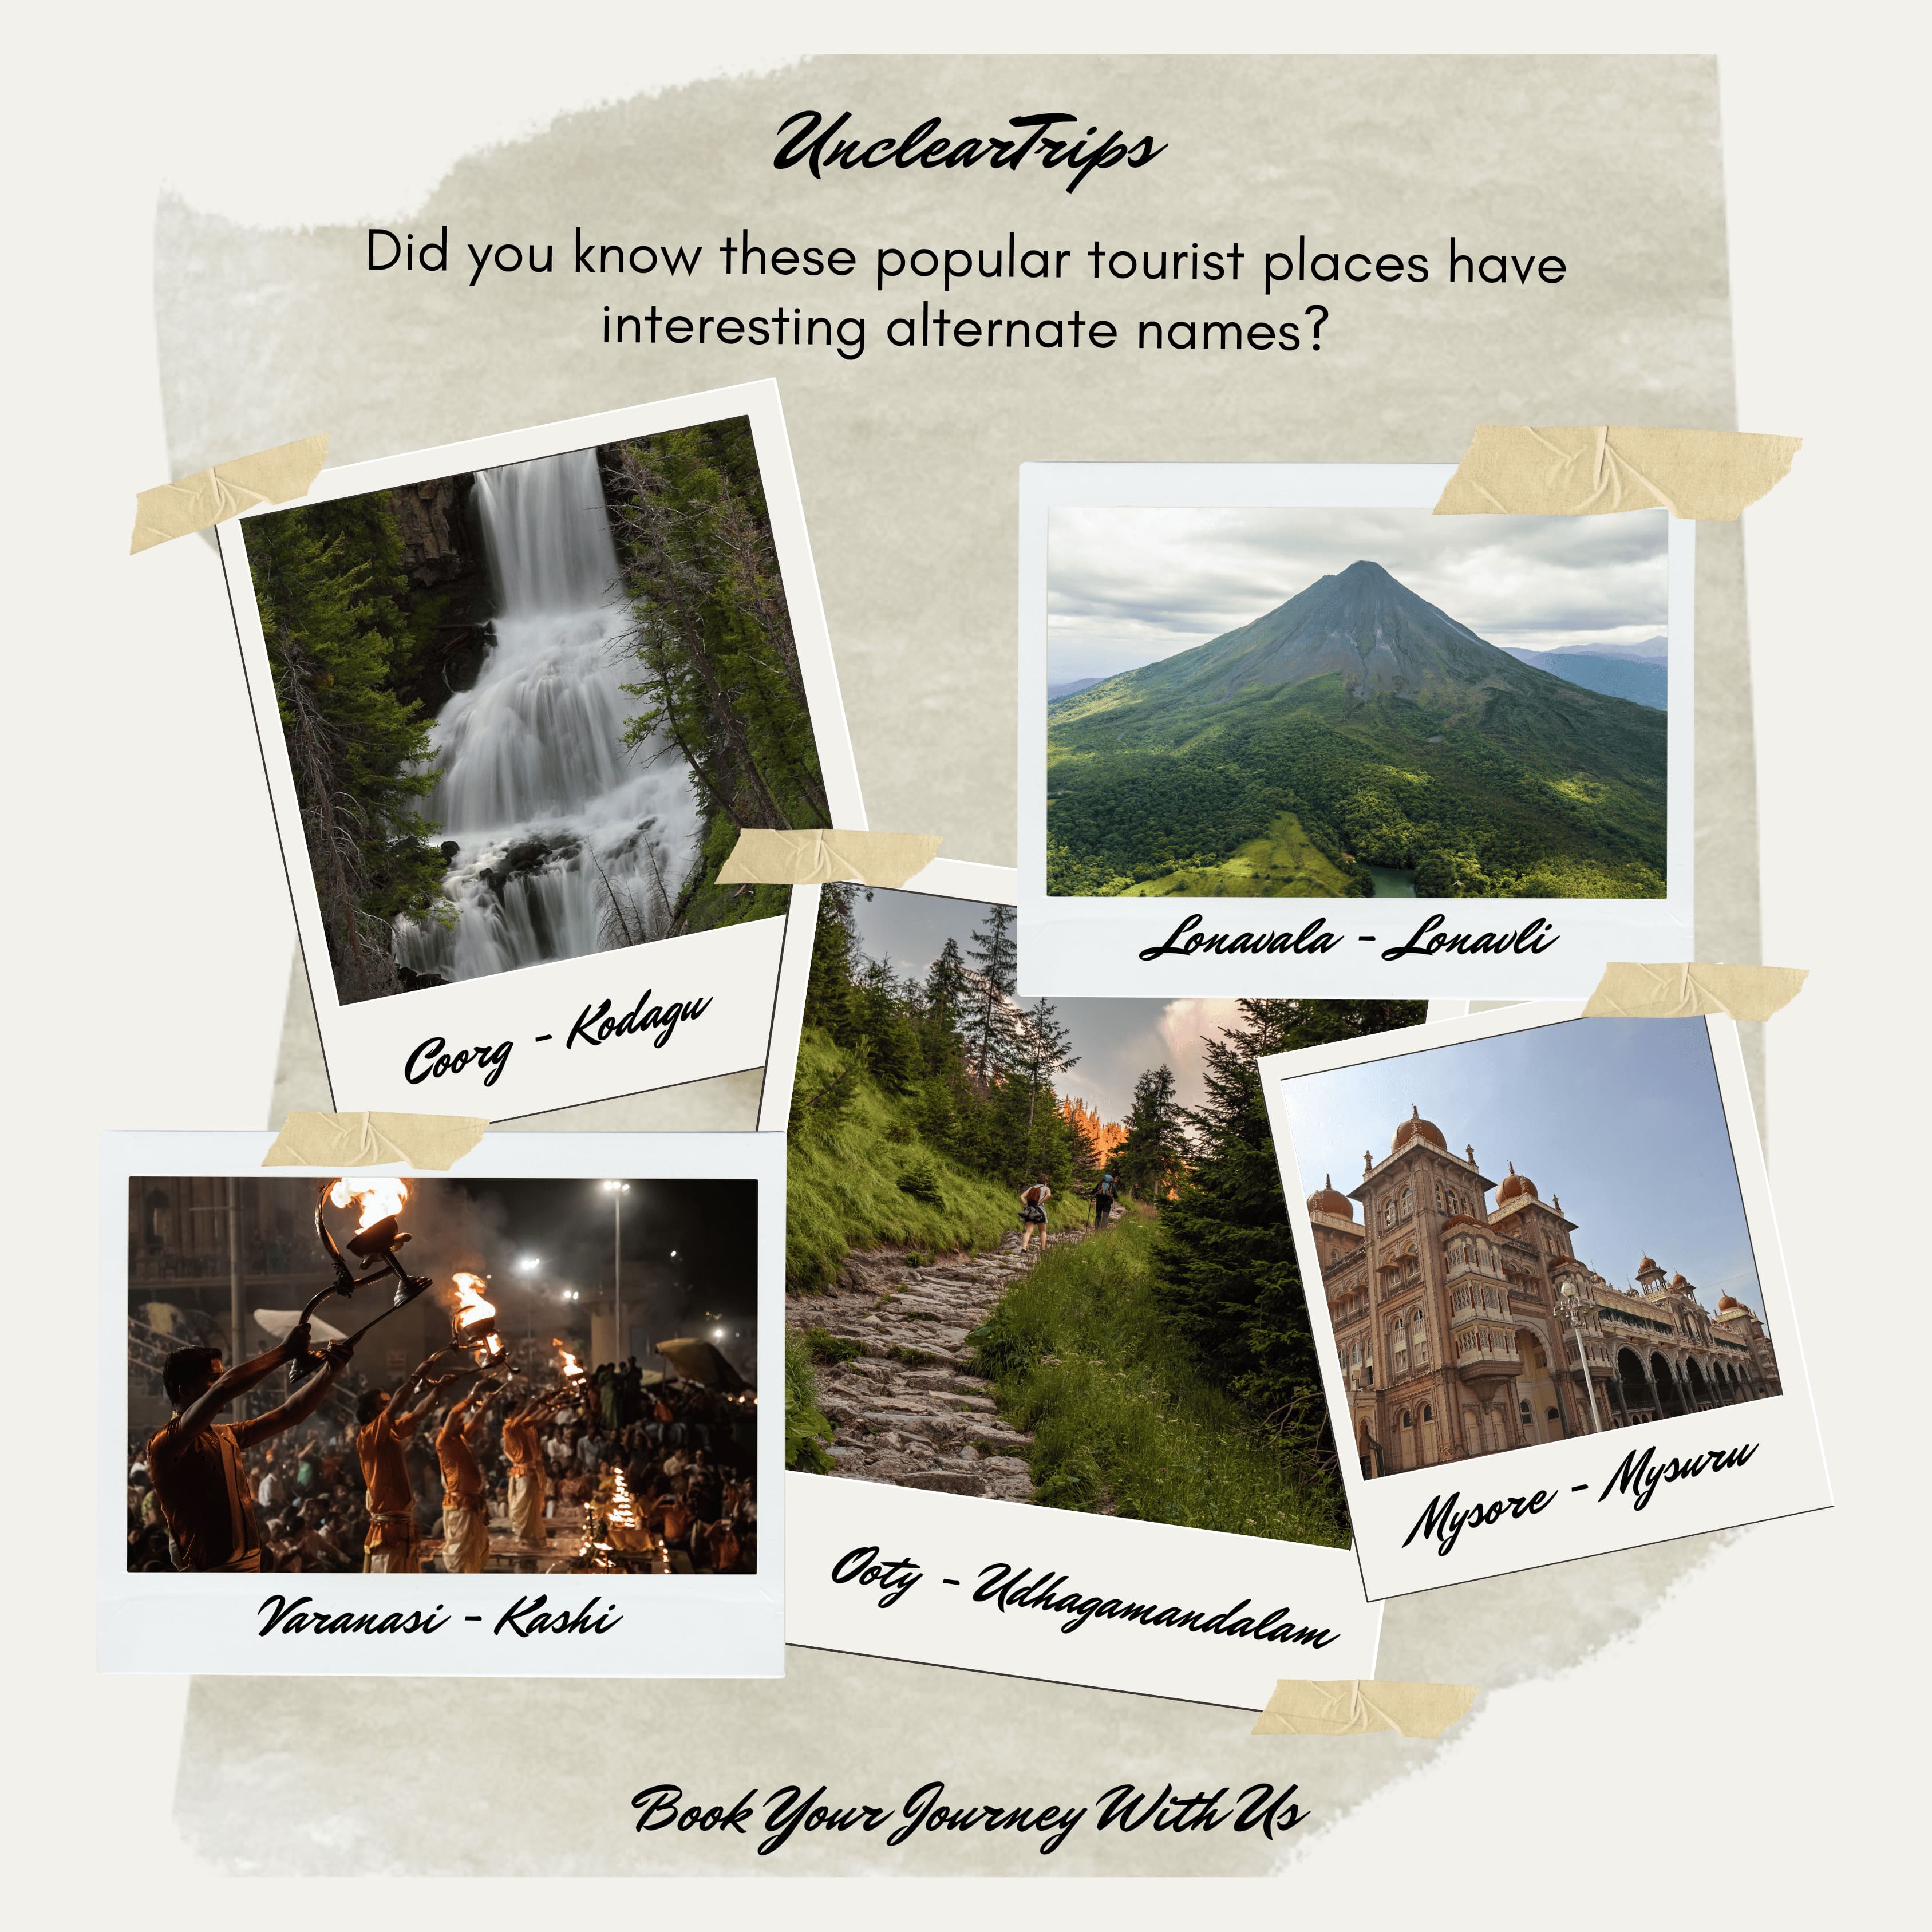 UnclearTrips
Did you know these popular tourist places have
interesting alternate names?
Coorg - Kodagu
Lonavala - Lonavli
Varanasi - Kashi
Ooty - Udhagamandalam
Mysore - Mysuru
Book Your Journey With Us